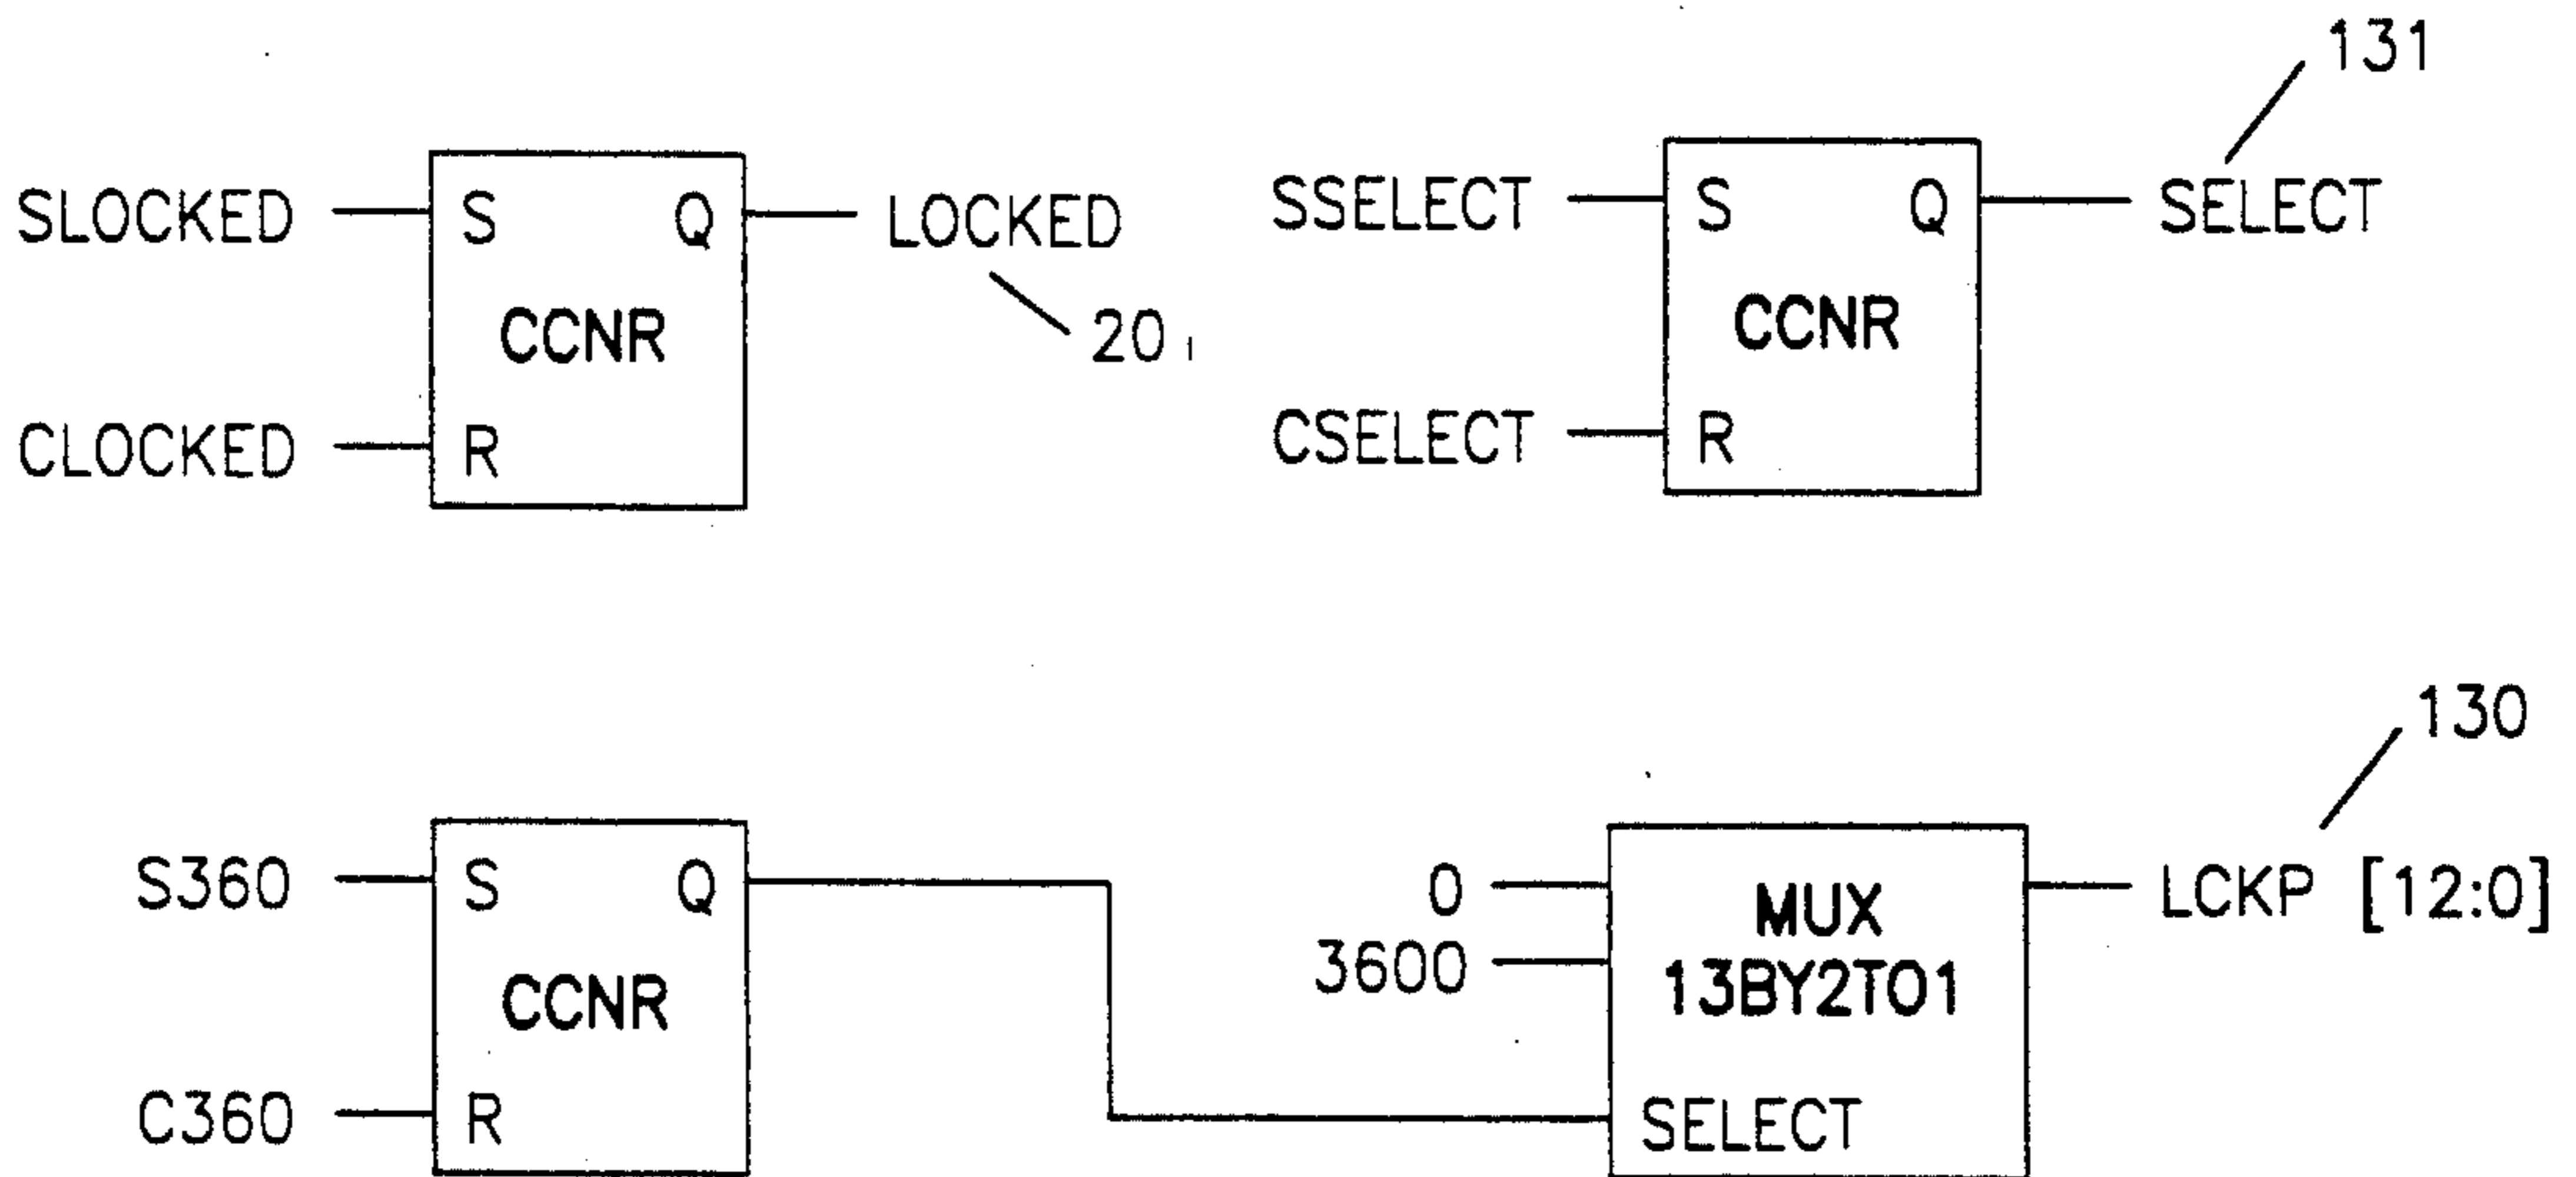 131
SLOCKED
S
Q
LOCKED
CCNR
20
CLOCKED
R
SSELECT
S
Q
SELECT
CCNR
CSELECT
R
130
S360
S
Q
CCNR
C360
R
0
3600
MUX
13BY2TO1
SELECT
LCKP [12:0]